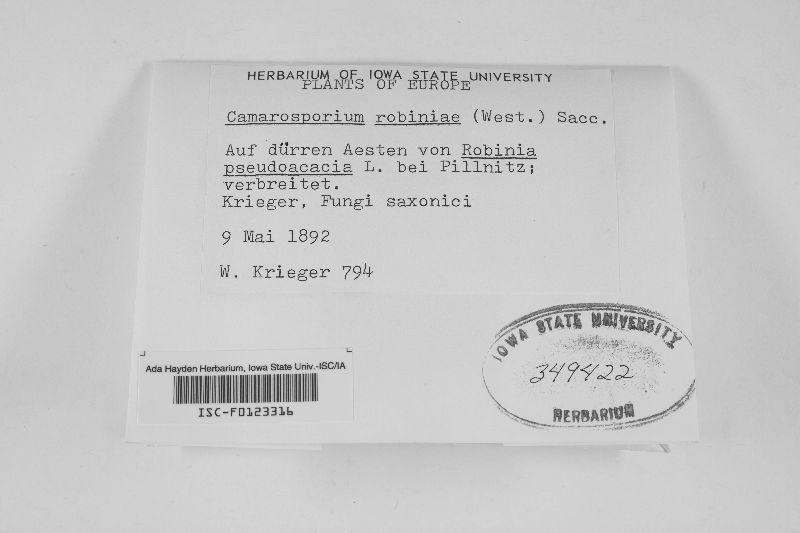 HERBARIUM OF IOWA STATE UNIVERSITY
PLANTS OF EUROPE
Camarosporium robiniae (West.) Sacc.
Auf dürren Aesten von Robinia
pseudoacacia L. bei Pillnitz;
verbreitet.
Krieger, Fungi saxonici
9 Mai 1892
W. Krieger 794
IOWA STATE UNIVERSITY
349422
HERBARIUM
Ada Hayden Herbarium, Iowa State Univ.-ISC/IA
ISC-F0123316